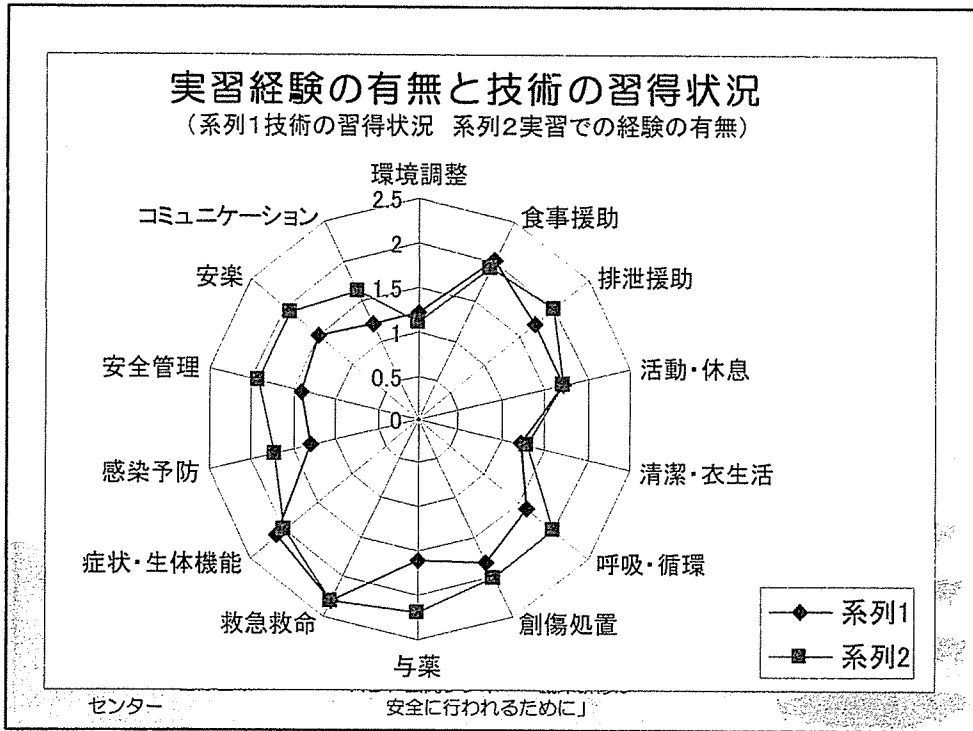 実習経験の有無と技術の習得状況
(系列1技術の習得状況 系列2実習での経験の有無)
環境調整
食事援助
排泄援助
活動・休息
清潔・衣生活
呼吸・循環
創傷処置
与薬
救急救命
症状・生体機能
感染予防
安全管理
安楽
コミュニケーション
2.5
2
1.5
1
0.5
0
系列1
系列2
センター
安全に行われるために」